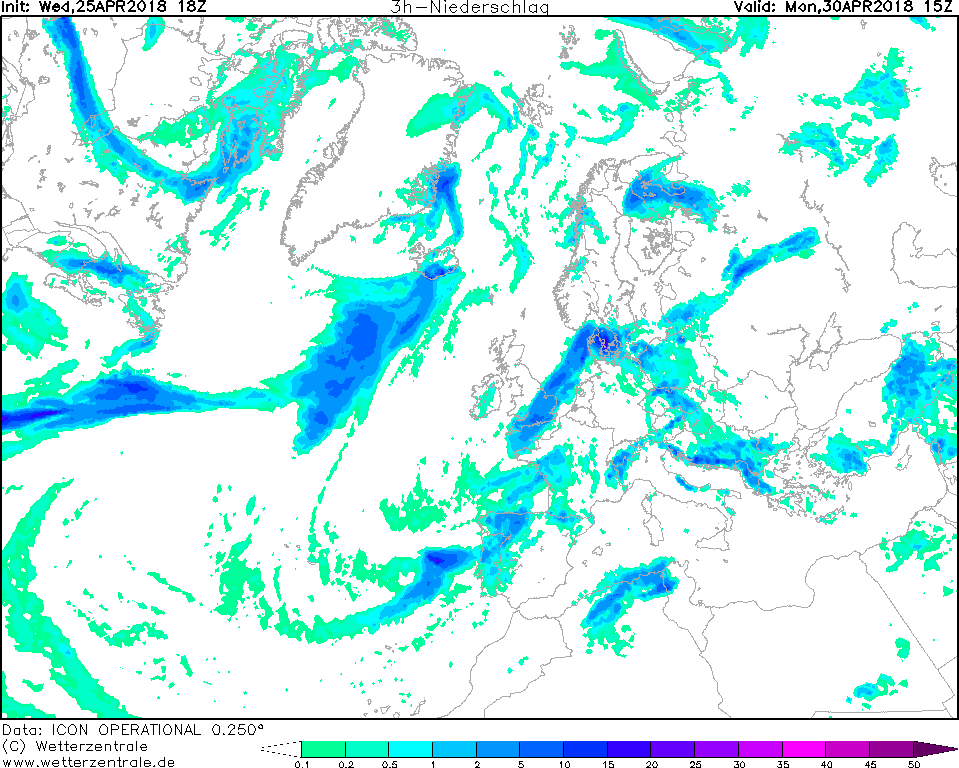 Init: Wed,25APR2018 18Z 3h-Niederschlag Valid: Mon,30APR2018 15Z
Data: ICON OPERATIONAL 0.250°
(C) Wetterzentrale
www.wetterzentrale.de
0.1 0.2 0.5 1 2 5 10 15 20 25 30 35 40 45 50